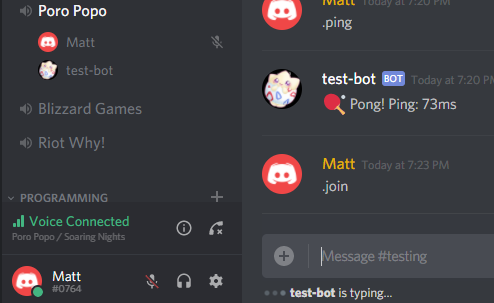 Poro Popo
Matt
test-bot
Blizzard Games
Riot Why!
PROGRAMMING
Voice Connected
Poro Popo / Soaring Nights
Matt
#0764
Matt Today at 7:20 PM
.ping
test-bot BOT Today at 7:20 PM
Pong! Ping: 73ms
Matt Today at 7:23 PM
.join
Message #testing
test-bot is typing...